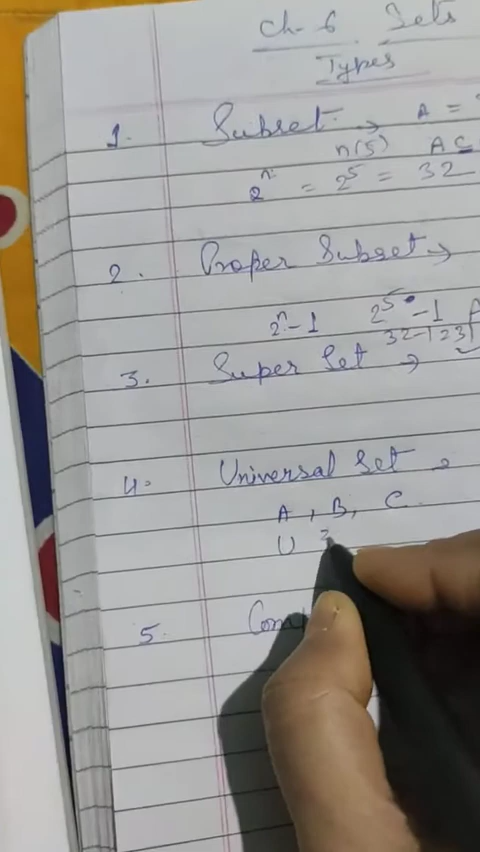 Ch-6 Sets
Types
1. Subset → A =
n(5) A ⊆
2ⁿ = 2⁵ = 32
2. Proper Subset →
2ⁿ-1 2⁵-1
32-1=31
3. Super Set →
4. Universal Set →
A, B, C
U =
5.